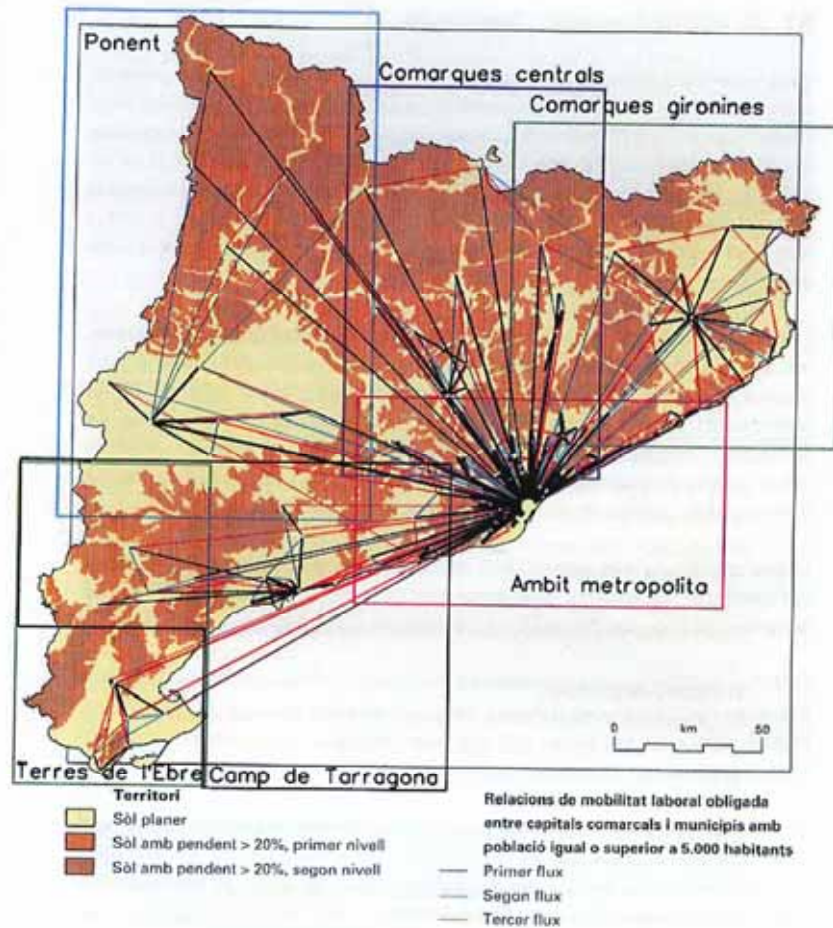 Ponent
Comarques centrals
Comarques gironines
Àmbit metropolita
0 km 50
Terres de l'Ebre
Camp de Tarragona
Territori
Sòl planer
Sòl amb pendent > 20%, primer nivell
Sòl amb pendent > 20%, segon nivell
Relacions de mobilitat laboral obligada
entre capitals comarcals i municipis amb
població igual o superior a 5.000 habitants
Primer flux
Segon flux
Tercer flux